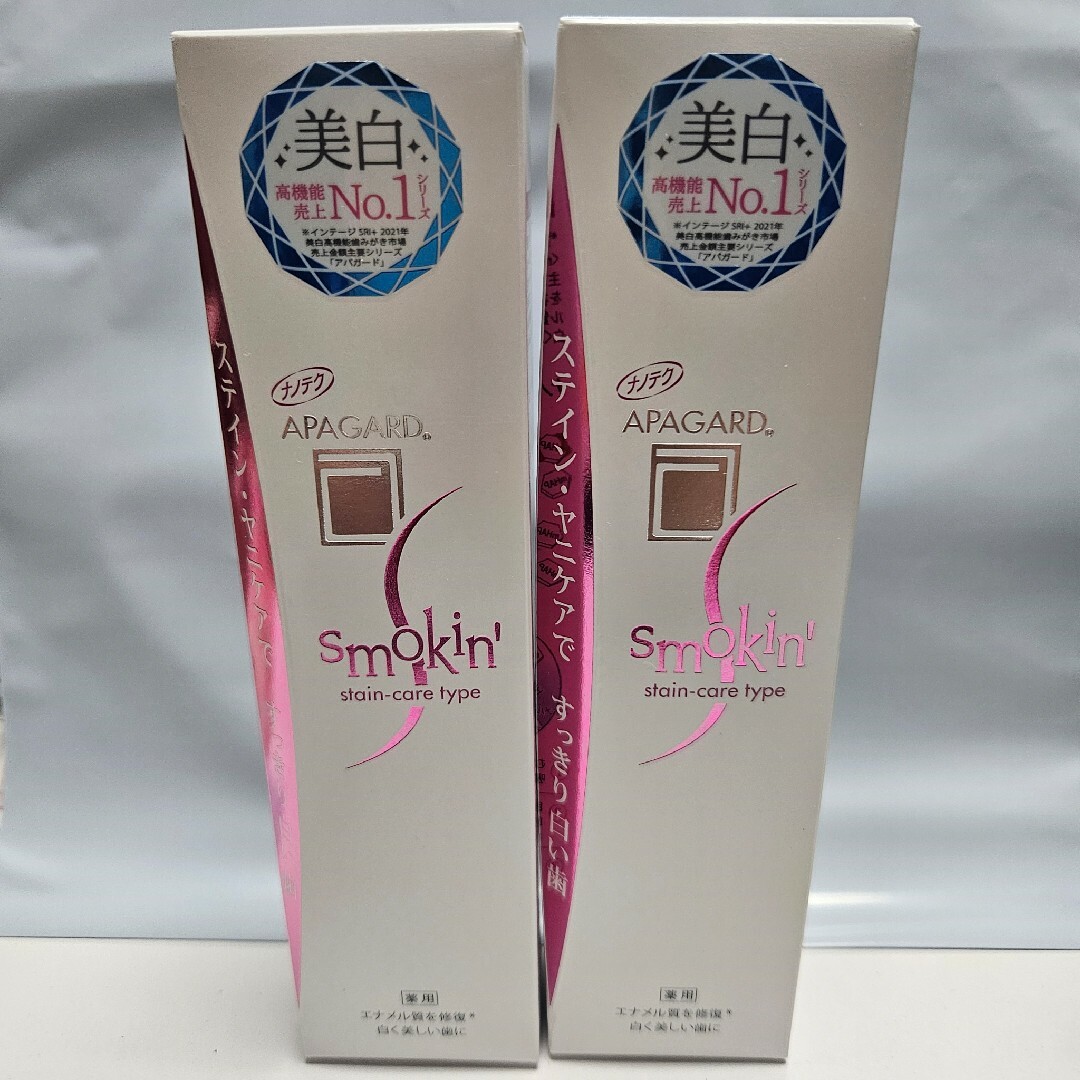 美白
高機能
売上
No.1
シリーズ
※インテージ SRI+ 2021年
美白高機能歯みがき市場
売上金額主要シリーズ
「アパガード」
ステイン・ヤニケアで
ナノテク
APAGARD®
Smokin'
stain-care type
薬用
エナメル質を修復*
白く美しい歯に
美白
高機能
売上
No.1
シリーズ
※インテージ SRI+ 2021年
美白高機能歯みがき市場
売上金額主要シリーズ
「アパガード」
ステイン・ヤニケアで すっきり白い歯
ナノテク
APAGARD®
Smokin'
stain-care type
薬用
エナメル質を修復*
白く美しい歯に